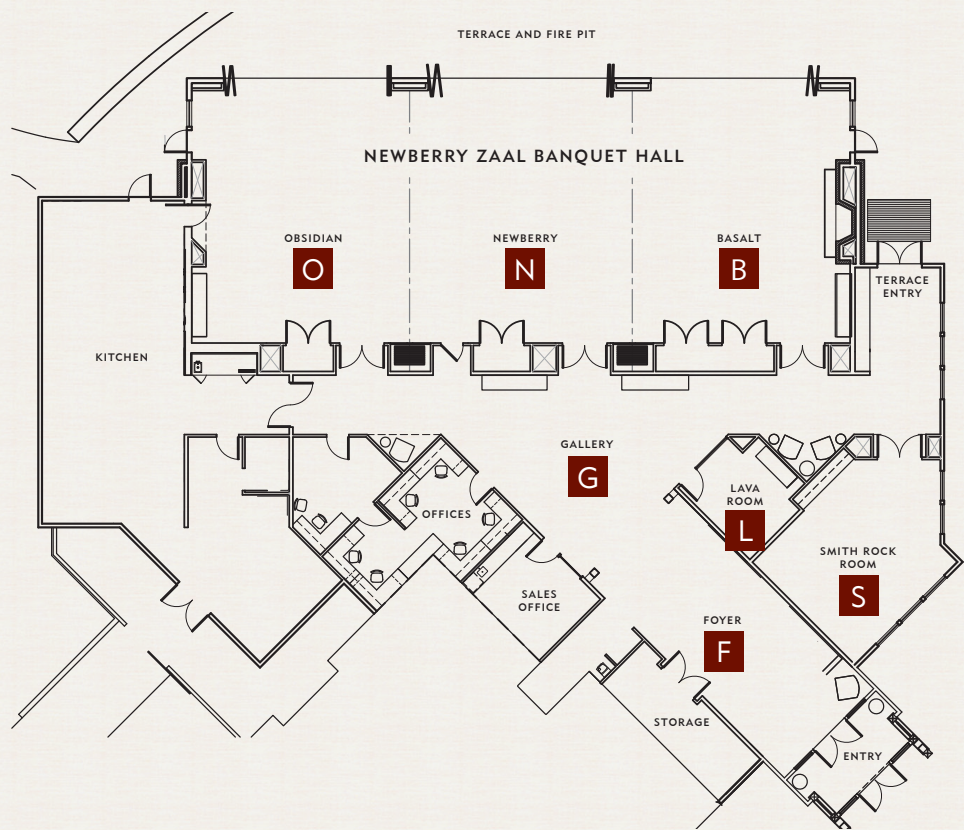 TERRACE AND FIRE PIT
NEWBERRY ZAAL BANQUET HALL
OBSIDIAN
O
NEWBERRY
N
BASALT
B
TERRACE
ENTRY
KITCHEN
GALLERY
G
LAVA
ROOM
L
OFFICES
SMITH ROCK
ROOM
S
SALES
OFFICE
FOYER
F
STORAGE
ENTRY